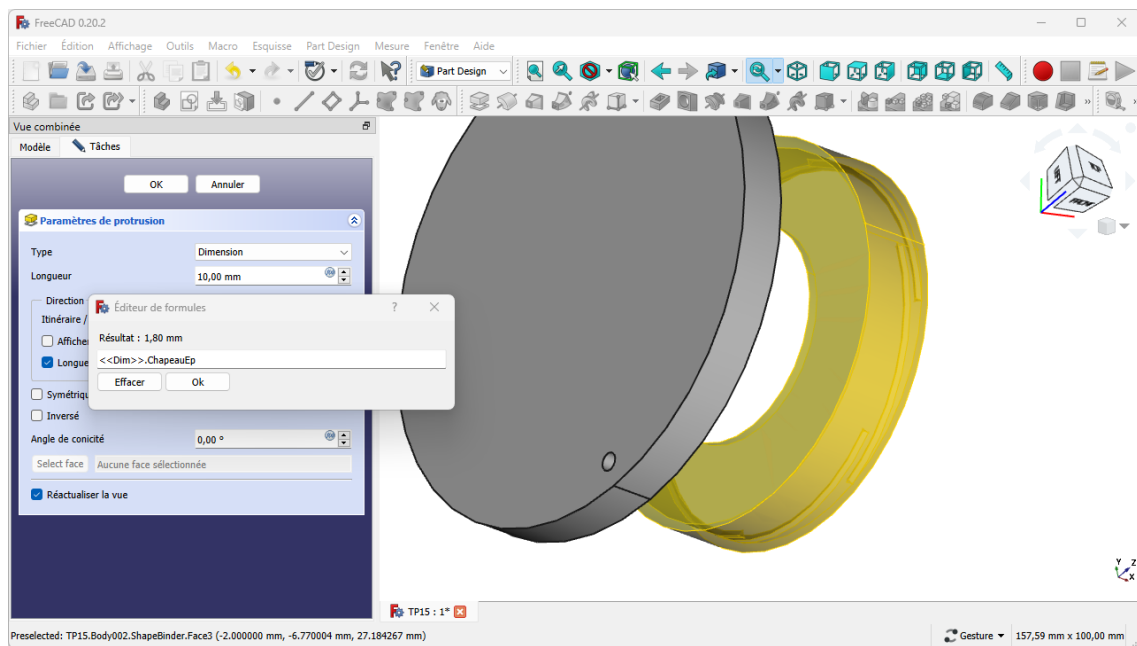 FreeCAD 0.20.2
Fichier Édition Affichage Outils Macro Esquisse Part Design Mesure Fenêtre Aide
Part Design
Vue combinée
Modèle Tâches
OK Annuler
Paramètres de protrusion
Type Dimension
Longueur 10,00 mm
Direction
Itinéraire /
Affiche
Longue
Éditeur de formules ?
Résultat : 1,80 mm
<<Dim>>.ChapeauEp
Effacer Ok
Symétriqu
Inversé
Angle de conicité 0,00 °
Select face Aucune face sélectionnée
Réactualiser la vue
Y Z
X
TP15 : 1*
Preselected: TP15.Body002.ShapeBinder.Face3 (-2.000000 mm, -6.770004 mm, 27.184267 mm)
Gesture 157,59 mm x 100,00 mm